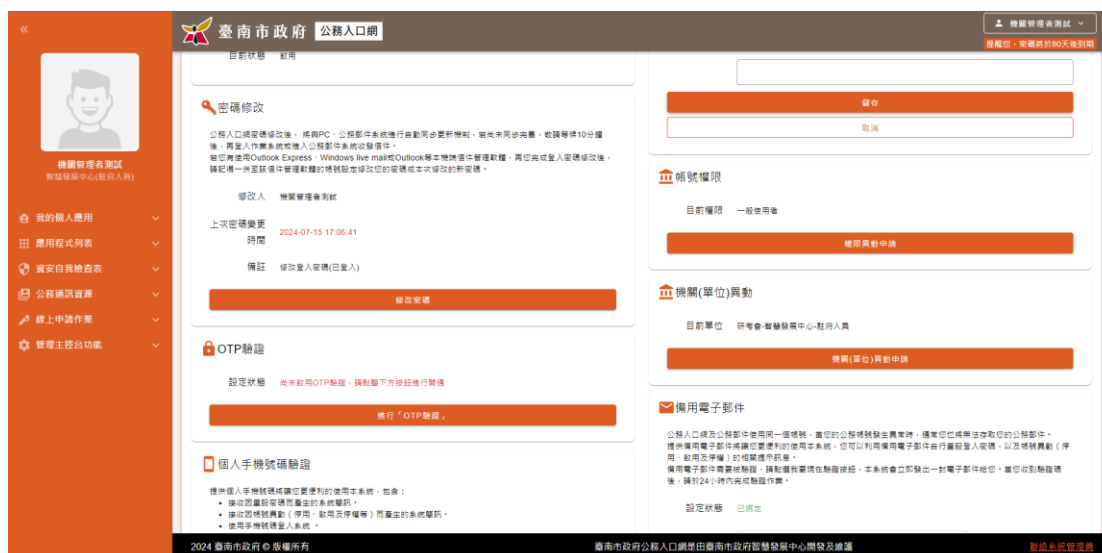 «
臺南市政府 公務入口網
機關管理者測試
提醒您，密碼將於80天後到期
機關管理者測試
智慧發展中心(駐府人員)
我的個人應用
應用程式列表
資安自我檢查表
公務通訊資源
線上申請作業
管理主控台功能
目前狀態 啟用
密碼修改
公務入口網密碼修改後， 將與PC、公務郵件系統進行自動同步更新機制，若尚未同步完畢，敬請等候10分鐘
後，再登入作業系統或進入公務郵件系統收發信件。
若您有使用Outlook Express、Windows live mail或Outlook等本機端信件管理軟體，再您完成登入密碼修改後，
請記得一併至該信件管理軟體的帳號設定修改您的密碼成本次修改的新密碼。
修改人 機關管理者測試
上次密碼變更
時間
2024-07-15 17:06:41
備註 修改登入密碼(已登入)
修改密碼
OTP驗證
設定狀態 尚未啟用OTP驗證，請點擊下方按鈕進行開通
進行「OTP驗證」
個人手機號碼驗證
提供個人手機號碼將讓您更便利的使用本系統，包含：
• 接收因重設密碼而產生的系統簡訊。
• 接收因帳號異動（停用、啟用及停權等）而產生的系統簡訊。
• 使用手機號碼登入系統 。
儲存
取消
帳號權限
目前權限 一般使用者
權限異動申請
機關(單位)異動
目前單位 研考會-智慧發展中心-駐府人員
機關(單位)異動申請
備用電子郵件
公務入口網及公務郵件使用同一個帳號，當您的公務帳號發生異常時，通常您也將無法存取您的公務郵件。
提供備用電子郵件將讓您更便利的使用本系統，您可以利用備用電子郵件自行重設登入密碼，以及帳號異動（停
用、啟用及停權）的相關提示訊息。
備用電子郵件需要被驗證，請點選我要現在驗證按鈕，本系統會立即發出一封電子郵件給您，當您收到驗證碼
後，請於24小時內完成驗證作業。
設定狀態 已綁定
2024 臺南市政府 © 版權所有
臺南市政府公務入口網是由臺南市政府智慧發展中心開發及維護
聯絡系統管理員